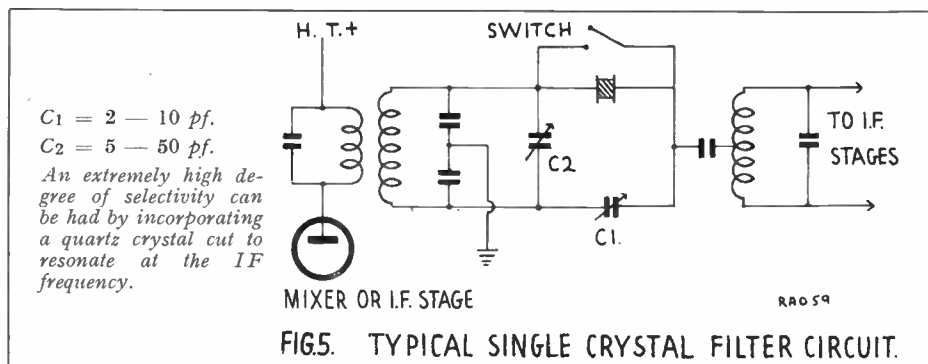 H. T.+
SWITCH
C1 = 2 — 10 pf.
C2 = 5 — 50 pf.
An extremely high de-
gree of selectivity can
be had by incorporating
a quartz crystal cut to
resonate at the IF
frequency.
C2
C1.
TO I.F.
STAGES
MIXER OR I.F. STAGE
RAO59
FIG.5. TYPICAL SINGLE CRYSTAL FILTER CIRCUIT.